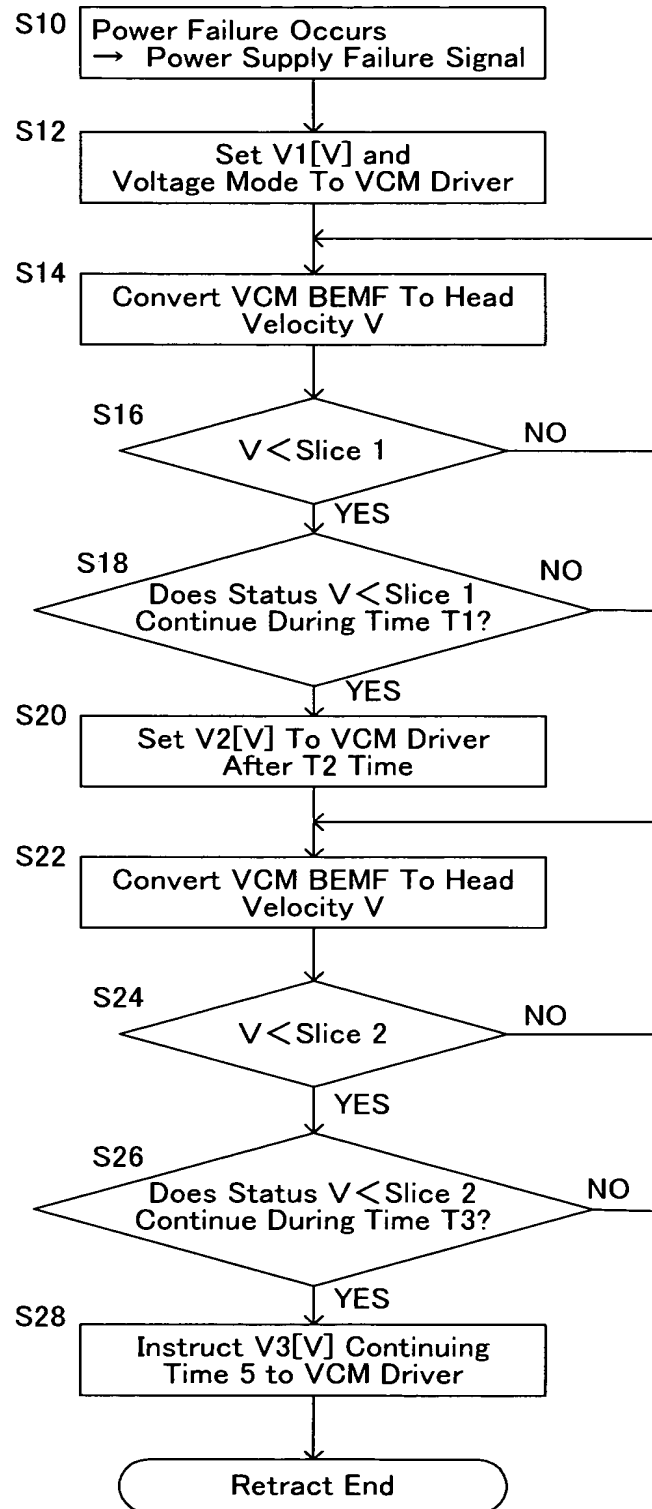 S10
Power Failure Occurs
→ Power Supply Failure Signal
S12
Set V1[V] and
Voltage Mode To VCM Driver
S14
Convert VCM BEMF To Head
Velocity V
S16
V<Slice 1
NO
YES
S18
Does Status V<Slice 1
Continue During Time T1?
NO
YES
S20
Set V2[V] To VCM Driver
After T2 Time
S22
Convert VCM BEMF To Head
Velocity V
S24
V<Slice 2
NO
YES
S26
Does Status V<Slice 2
Continue During Time T3?
NO
YES
S28
Instruct V3[V] Continuing
Time 5 to VCM Driver
Retract End